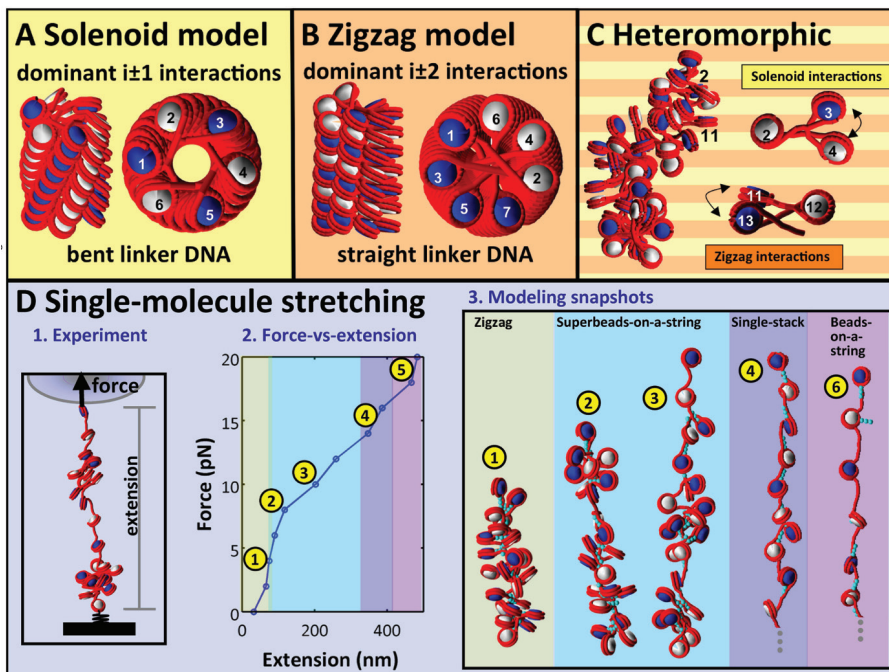 A Solenoid model
dominant i±1 interactions
2
3
1
4
6
5
bent linker DNA
B Zigzag model
dominant i±2 interactions
6
1
4
3
2
5
7
straight linker DNA
C Heteromorphic
2
11
Solenoid interactions
3
2
4
11
12
13
Zigzag interactions
D Single-molecule stretching
1. Experiment
force
extension
2. Force-vs-extension
Force (pN)
20
15
10
5
0
1
2
3
4
5
0
200
400
Extension (nm)
3. Modeling snapshots
Zigzag
Superbeads-on-a-string
Single-stack
Beads-
on-a-
string
1
2
3
4
6